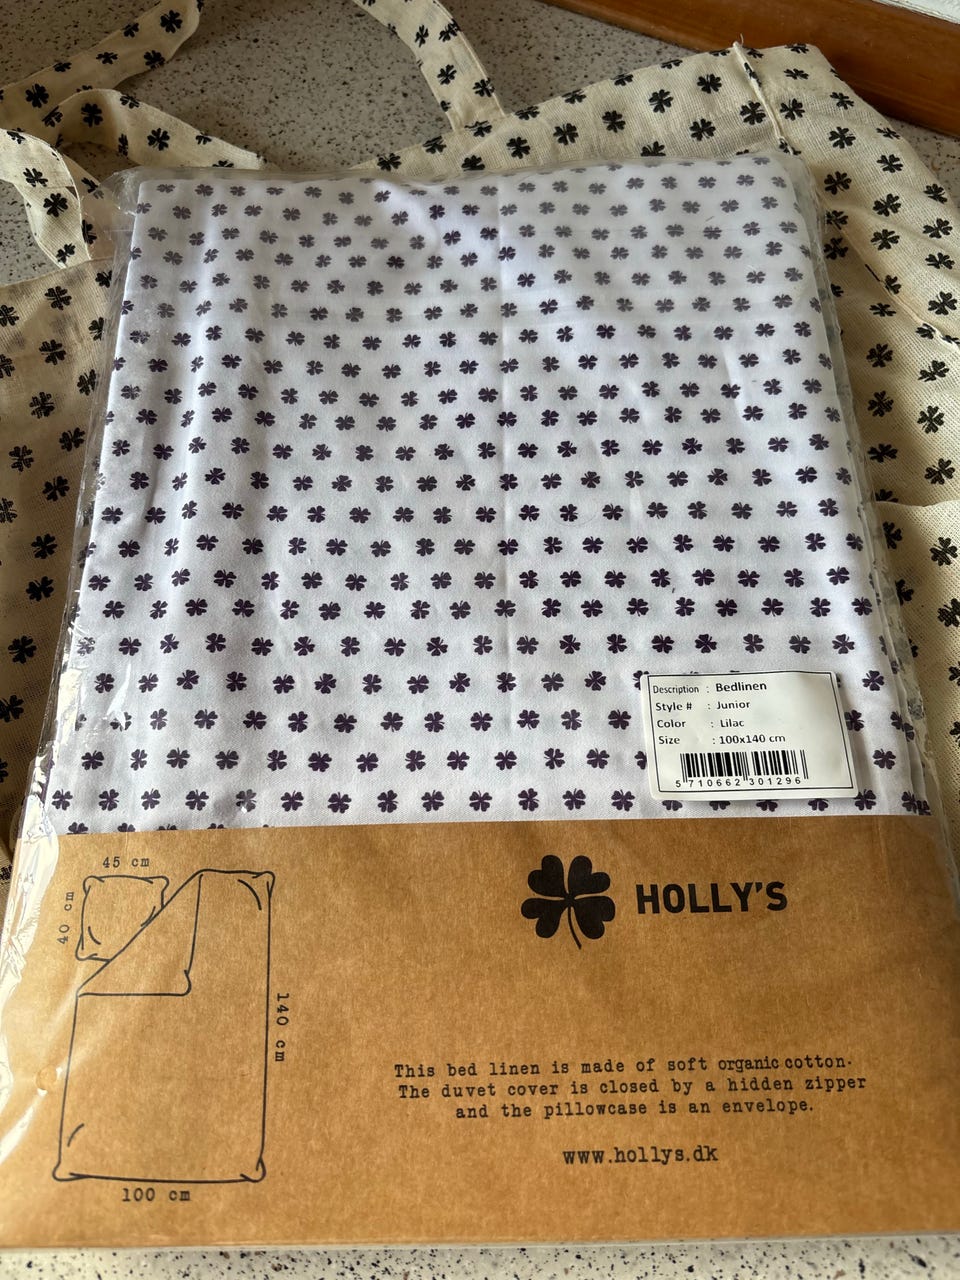 Description : Bedlinen
Style # : Junior
Color : Lilac
Size : 100x140 cm
5 710662 301296
45 cm
40 cm
140 cm
100 cm
HOLLY'S
This bed linen is made of soft organic cotton.
The duvet cover is closed by a hidden zipper
and the pillowcase is an envelope.
www.hollys.dk